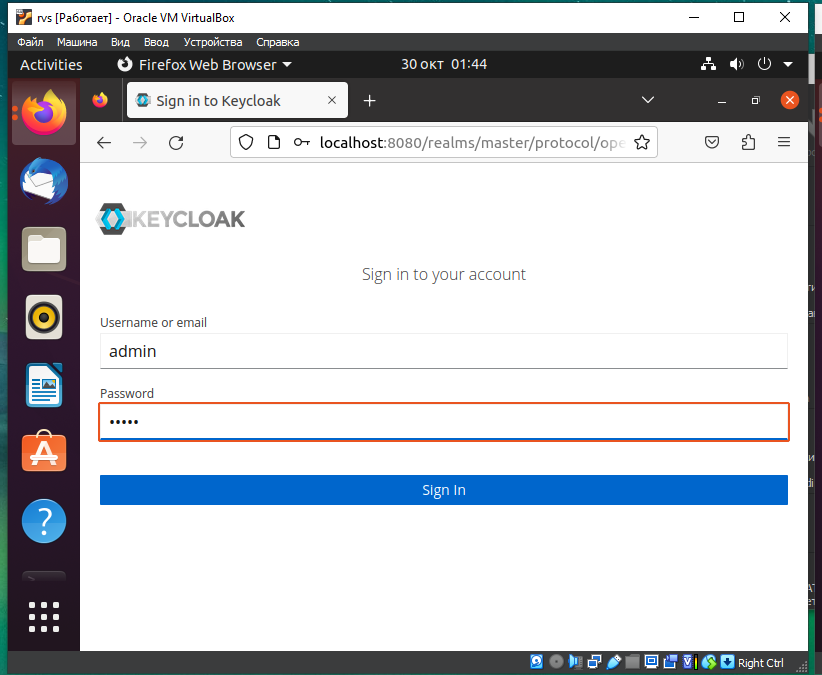 rvs [Работает] - Oracle VM VirtualBox
Файл Машина Вид Ввод Устройства Справка
Activities Firefox Web Browser 30 окт 01:44
Sign in to Keycloak
localhost:8080/realms/master/protocol/ope
KEYCLOAK
Sign in to your account
Username or email
admin
Password
•••••
Sign In
Right Ctrl